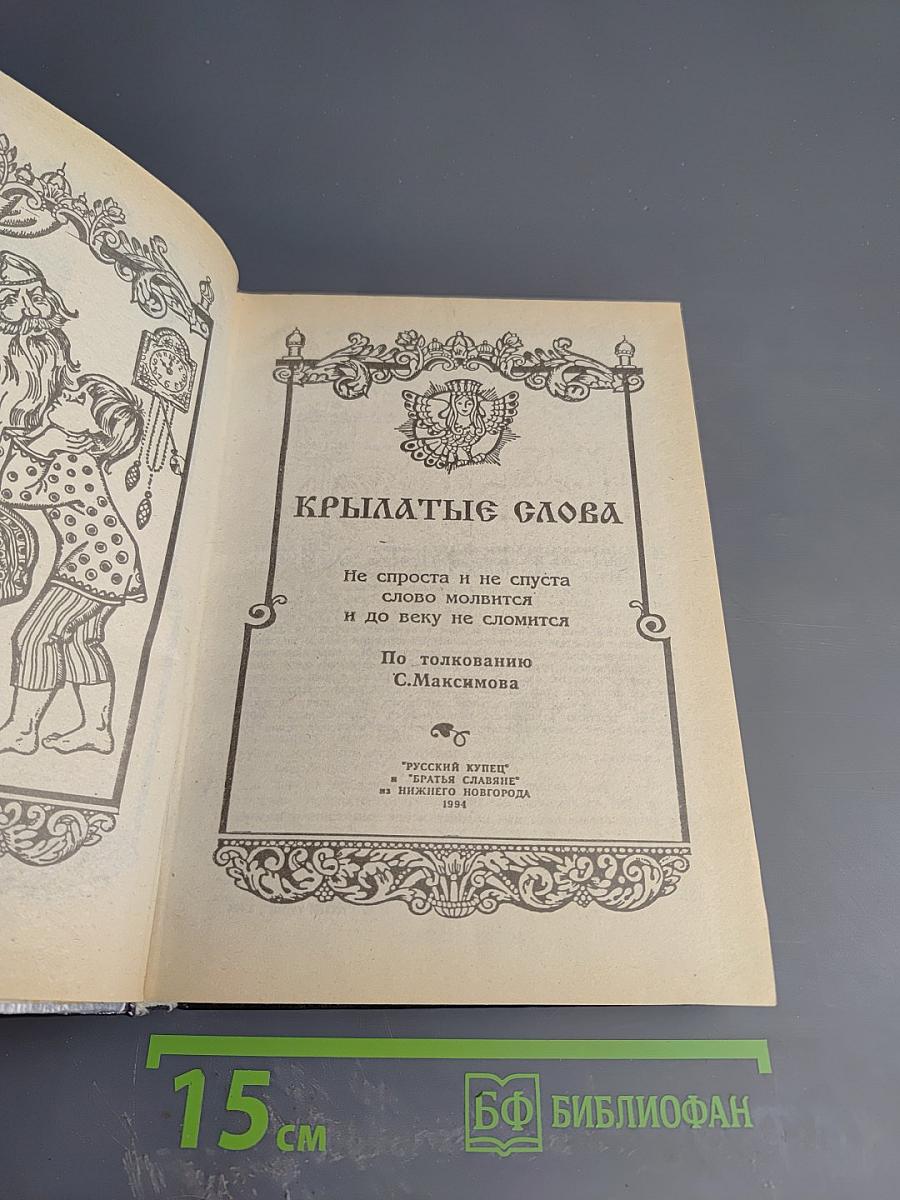 КРЫЛАТЫЕ СЛОВА
Не спроста и не спуста
слово молвится
и до веку не сломится
По толкованию
С.Максимова
"РУССКИЙ КУПЕЦ"
и "БРАТЬЯ СЛАВЯНЕ"
из НИЖНЕГО НОВГОРОДА
1994
15 см
БФ БИБЛИОФАН